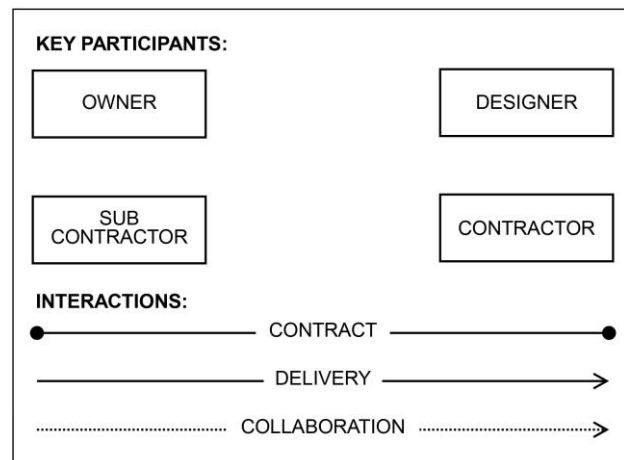 KEY PARTICIPANTS:
OWNER
DESIGNER
SUB
CONTRACTOR
CONTRACTOR
INTERACTIONS:
CONTRACT
DELIVERY
COLLABORATION